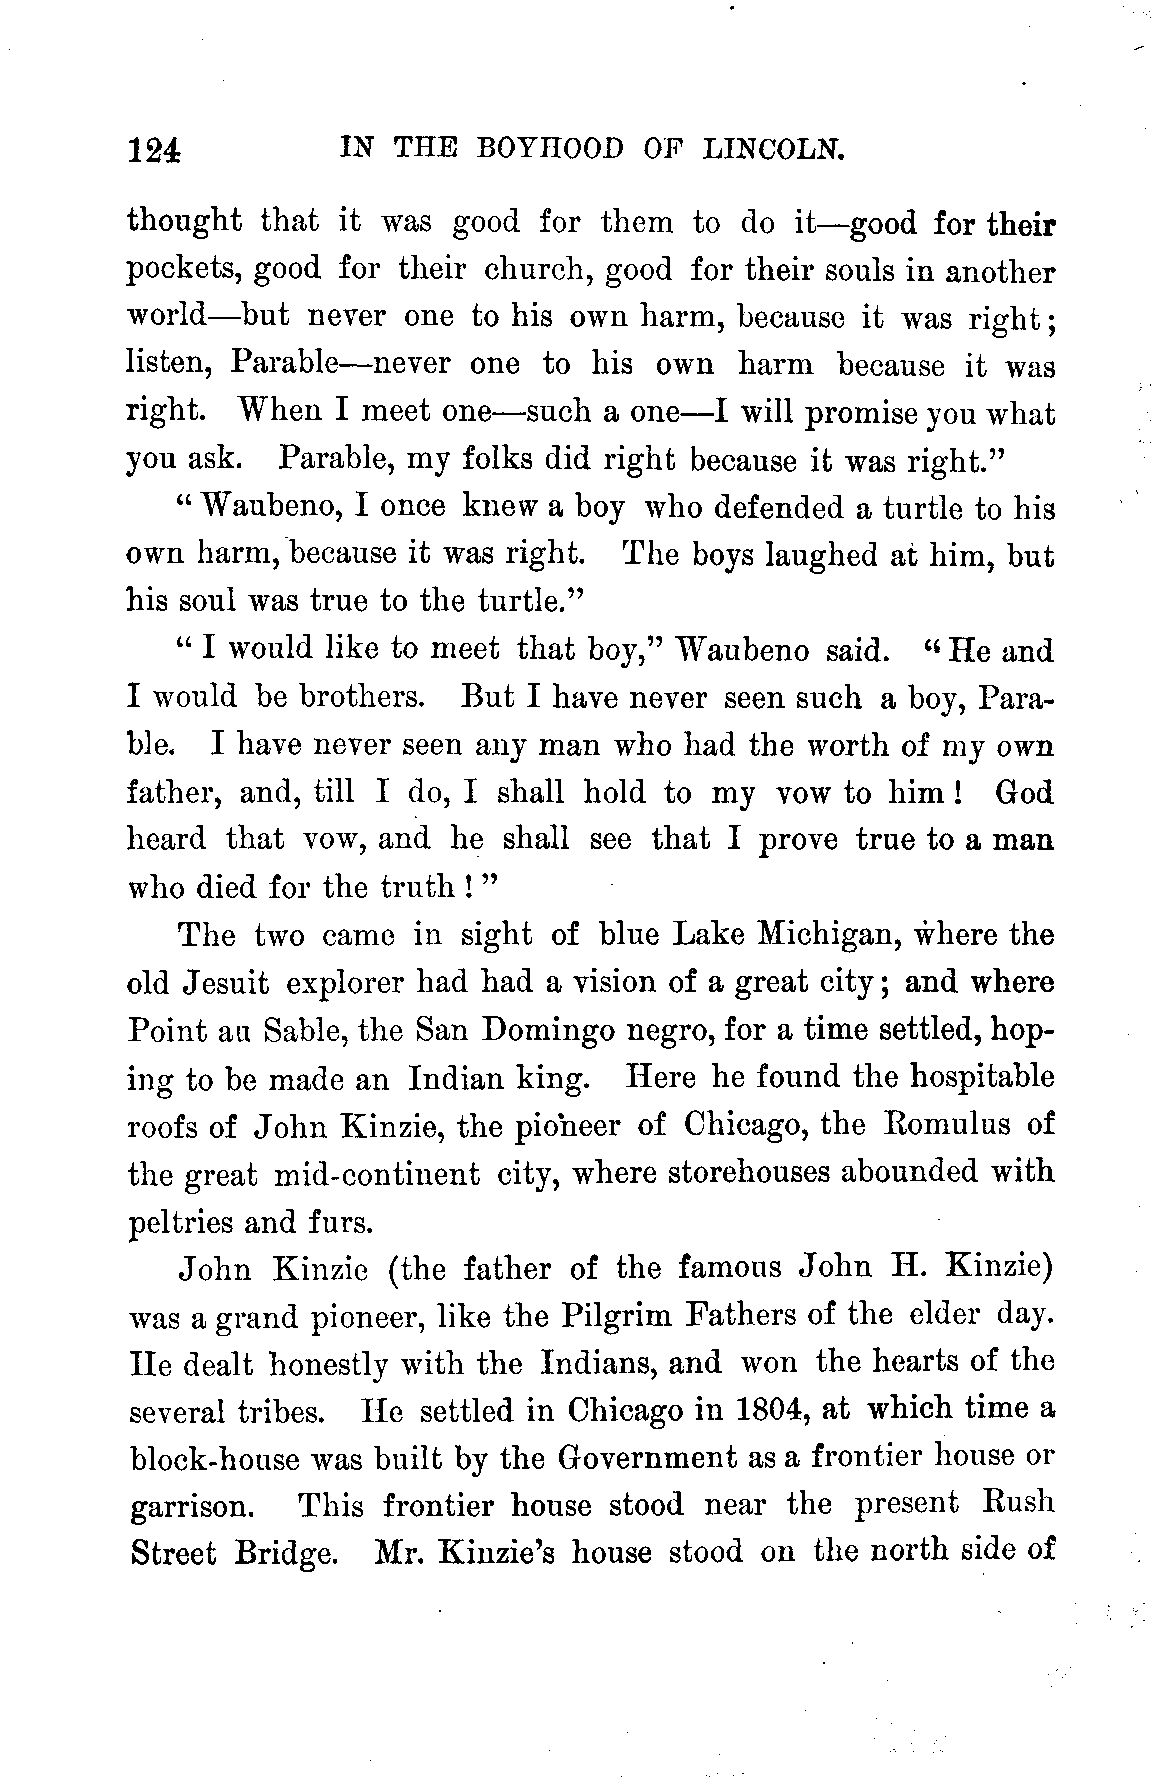 124 IN THE BOYHOOD OF LINCOLN.
thought that it was good for them to do it—good for their
pockets, good for their church, good for their souls in another
world—but never one to his own harm, because it was right;
listen, Parable—never one to his own harm because it was
right. When I meet one—such a one—I will promise you what
you ask. Parable, my folks did right because it was right."
"Waubeno, I once knew a boy who defended a turtle to his
own harm, because it was right. The boys laughed at him, but
his soul was true to the turtle."
"I would like to meet that boy," Waubeno said. "He and
I would be brothers. But I have never seen such a boy, Para-
ble. I have never seen any man who had the worth of my own
father, and, till I do, I shall hold to my vow to him! God
heard that vow, and he shall see that I prove true to a man
who died for the truth!"
The two came in sight of blue Lake Michigan, where the
old Jesuit explorer had had a vision of a great city; and where
Point au Sable, the San Domingo negro, for a time settled, hop-
ing to be made an Indian king. Here he found the hospitable
roofs of John Kinzie, the pioneer of Chicago, the Romulus of
the great mid-continent city, where storehouses abounded with
peltries and furs.
John Kinzie (the father of the famous John H. Kinzie)
was a grand pioneer, like the Pilgrim Fathers of the elder day.
He dealt honestly with the Indians, and won the hearts of the
several tribes. He settled in Chicago in 1804, at which time a
block-house was built by the Government as a frontier house or
garrison. This frontier house stood near the present Rush
Street Bridge. Mr. Kinzie's house stood on the north side of